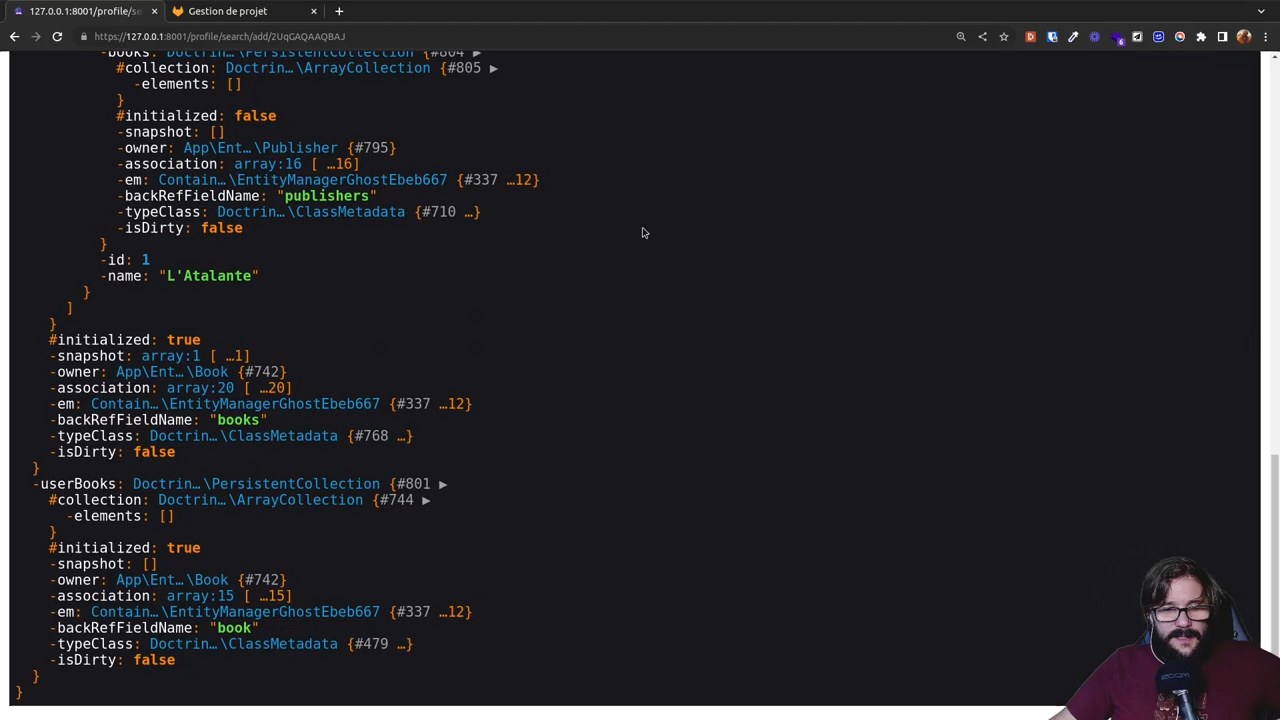 127.0.0.1:8001/profile/se
Gestion de projet
https://127.0.0.1:8001/profile/search/add/2UqGAQAAQBAJ
6
-books: Doctrin…\PersistentCollection {#804 ▶
#collection: Doctrin…\ArrayCollection {#805 ▶
-elements: []
}
#initialized: false
-snapshot: []
-owner: App\Ent…\Publisher {#795}
-association: array:16 [ …16]
-em: Contain…\EntityManagerGhostEbeb667 {#337 …12}
-backRefFieldName: "publishers"
-typeClass: Doctrin…\ClassMetadata {#710 …}
-isDirty: false
}
-id: 1
-name: "L'Atalante"
}
]
}
#initialized: true
-snapshot: array:1 [ …1]
-owner: App\Ent…\Book {#742}
-association: array:20 [ …20]
-em: Contain…\EntityManagerGhostEbeb667 {#337 …12}
-backRefFieldName: "books"
-typeClass: Doctrin…\ClassMetadata {#768 …}
-isDirty: false
}
-userBooks: Doctrin…\PersistentCollection {#801 ▶
#collection: Doctrin…\ArrayCollection {#744 ▶
-elements: []
}
#initialized: true
-snapshot: []
-owner: App\Ent…\Book {#742}
-association: array:15 [ …15]
-em: Contain…\EntityManagerGhostEbeb667 {#337 …12}
-backRefFieldName: "book"
-typeClass: Doctrin…\ClassMetadata {#479 …}
-isDirty: false
}
}
ZOOM